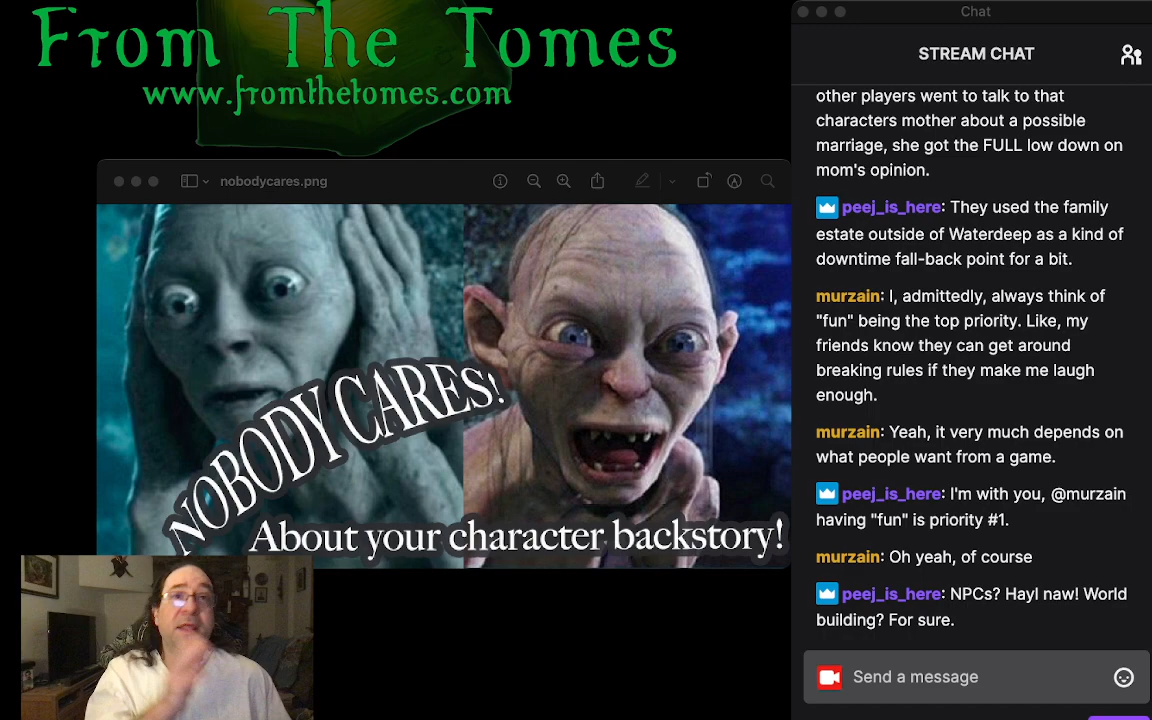 From The Tomes
www.fromthetomes.com
nobodycares.png
NOBODY CARES!
About your character backstory!
Chat
STREAM CHAT
other players went to talk to that
characters mother about a possible
marriage, she got the FULL low down on
mom's opinion.
peej_is_here: They used the family
estate outside of Waterdeep as a kind of
downtime fall-back point for a bit.
murzain: I, admittedly, always think of
"fun" being the top priority. Like, my
friends know they can get around
breaking rules if they make me laugh
enough.
murzain: Yeah, it very much depends on
what people want from a game.
peej_is_here: I'm with you, @murzain
having "fun" is priority #1.
murzain: Oh yeah, of course
peej_is_here: NPCs? Hayl naw! World
building? For sure.
Send a message